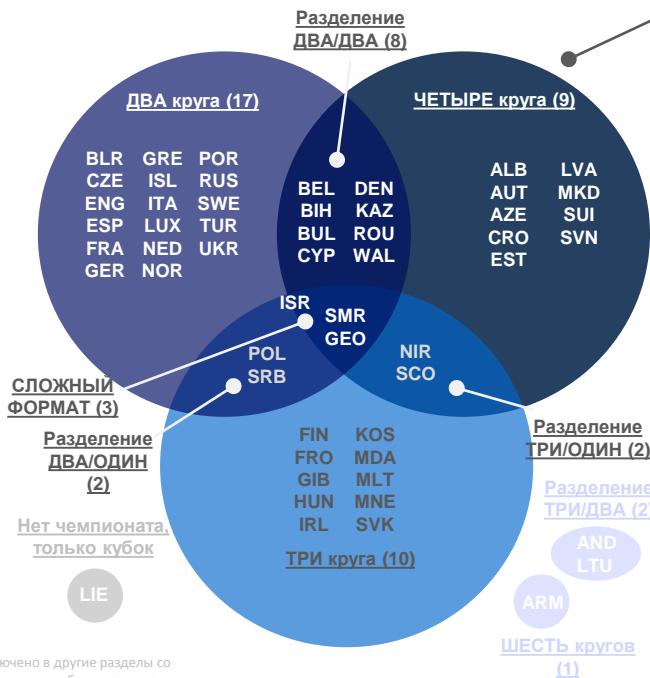 Разделение
ДВА/ДВА (8)
ДВА круга (17)
ЧЕТЫРЕ круга (9)
BLR GRE POR
CZE ISL RUS
ENG ITA SWE
ESP LUX TUR
FRA NED UKR
GER NOR
BEL DEN
BIH KAZ
BUL ROU
CYP WAL
ALB LVA
AUT MKD
AZE SUI
CRO SVN
EST
ISR
SMR
GEO
POL
SRB
NIR
SCO
СЛОЖНЫЙ
ФОРМАТ (3)
Разделение
ДВА/ОДИН
(2)
Разделение
ТРИ/ОДИН (2)
FIN KOS
FRO MDA
GIB MLT
HUN MNE
IRL SVK
ТРИ круга (10)
Нет чемпионата,
только кубок
LIE
Разделение
ТРИ/ДВА (2)
AND
LTU
ARM
ШЕСТЬ кругов
(1)
в другие разделы со